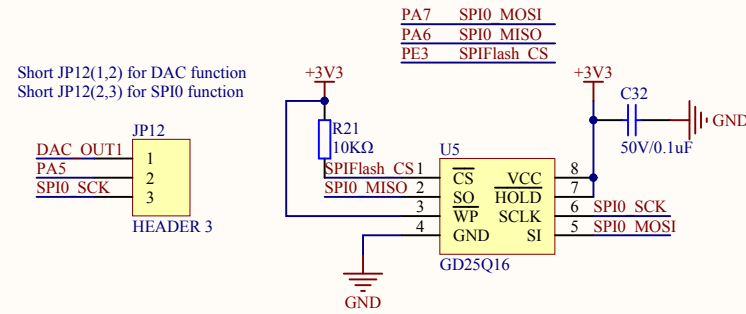 PA7 SPI0_MOSI
PA6 SPI0_MISO
PE3 SPIFlash_CS
Short JP12(1,2) for DAC function
Short JP12(2,3) for SPI0 function
+3V3
+3V3
C32
GND
50V/0.1uF
JP12
DAC_OUT1 1
PA5 2
SPI0_SCK 3
HEADER 3
R21
10KΩ
U5
SPIFlash_CS 1 CS VCC 8
SPI0_MISO 2 SO HOLD 7
3 WP SCLK 6 SPI0_SCK
4 GND SI 5 SPI0_MOSI
GD25Q16
GND